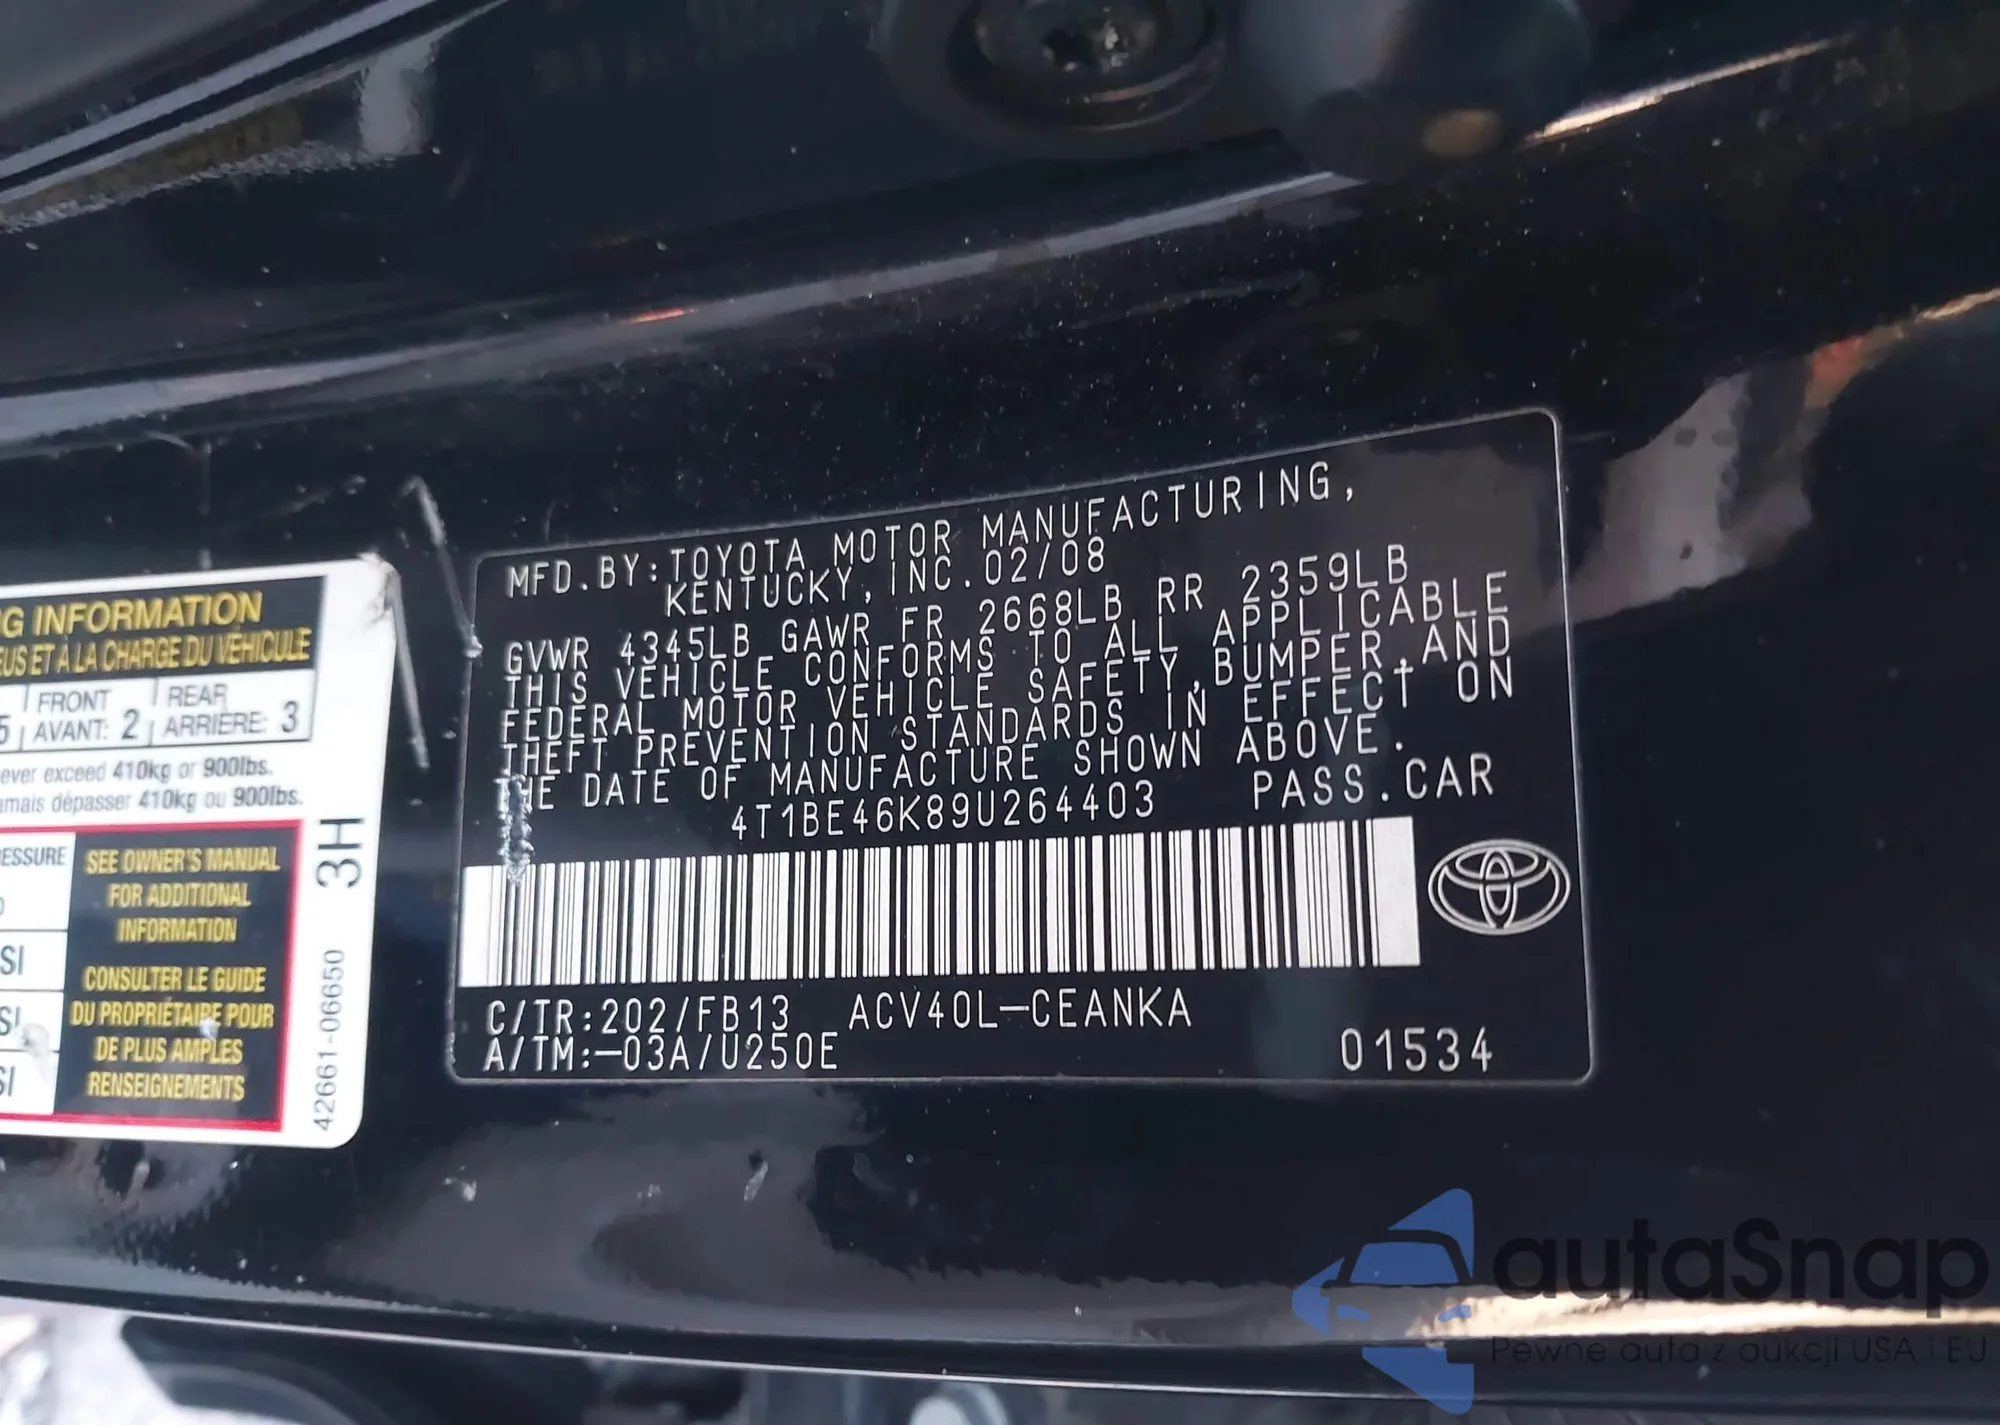 G INFORMATION
EUS ET À LA CHARGE DU VÉHICULE
5 FRONT AVANT: 2 REAR ARRIÈRE: 3
ever exceed 410kg or 900lbs.
amais dépasser 410kg ou 900lbs.
ESSURE
SI
SI
SI
SEE OWNER'S MANUAL
FOR ADDITIONAL
INFORMATION
CONSULTER LE GUIDE
DU PROPRIÉTAIRE POUR
DE PLUS AMPLES
RENSEIGNEMENTS
3H
42661-06650
MFD.BY:TOYOTA MOTOR MANUFACTURING,
KENTUCKY,INC.02/08
GVWR 4345LB GAWR FR 2668LB RR 2359LB
THIS VEHICLE CONFORMS TO ALL APPLICABLE
FEDERAL MOTOR VEHICLE SAFETY,BUMPER,AND
THEFT PREVENTION STANDARDS IN EFFECT ON
THE DATE OF MANUFACTURE SHOWN ABOVE.
4T1BE46K89U264403 PASS.CAR
C/TR:202/FB13 ACV40L-CEANKA
A/TM:-03A/U250E 01534
autaSnap
Pewne auta z aukcji USA i EU